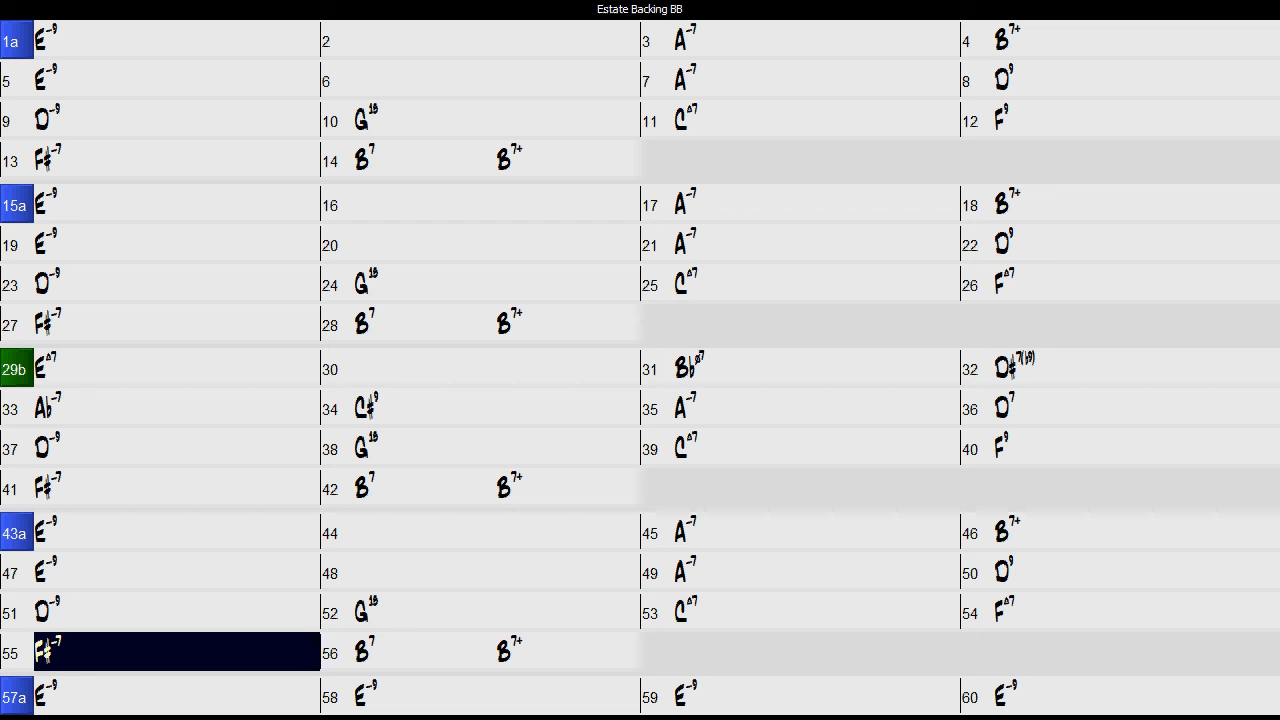 Estate Backing BB
1a E-9 2 3 A-7 4 B7+
5 E-9 6 7 A-7 8 D9
9 D-9 10 G13 11 CΔ7 12 F9
13 F#-7 14 B7 B7+
15a E-9 16 17 A-7 18 B7+
19 E-9 20 21 A-7 22 D9
23 D-9 24 G13 25 CΔ7 26 FΔ7
27 F#-7 28 B7 B7+
29b EΔ7 30 31 Bbø7 32 D#7(b9)
33 Ab-7 34 C#9 35 A-7 36 D7
37 D-9 38 G13 39 CΔ7 40 F9
41 F#-7 42 B7 B7+
43a E-9 44 45 A-7 46 B7+
47 E-9 48 49 A-7 50 D9
51 D-9 52 G13 53 CΔ7 54 FΔ7
55 F#-7 56 B7 B7+
57a E-9 58 E-9 59 E-9 60 E-9